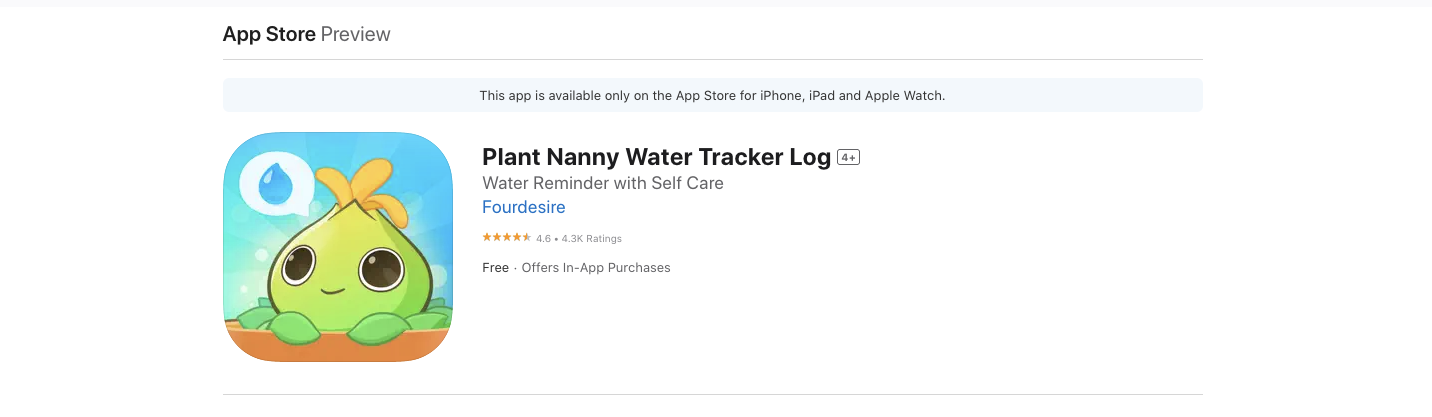 App Store Preview
This app is available only on the App Store for iPhone, iPad and Apple Watch.
Plant Nanny Water Tracker Log 4+
Water Reminder with Self Care
Fourdesire
4.6 • 4.3K Ratings
Free · Offers In-App Purchases